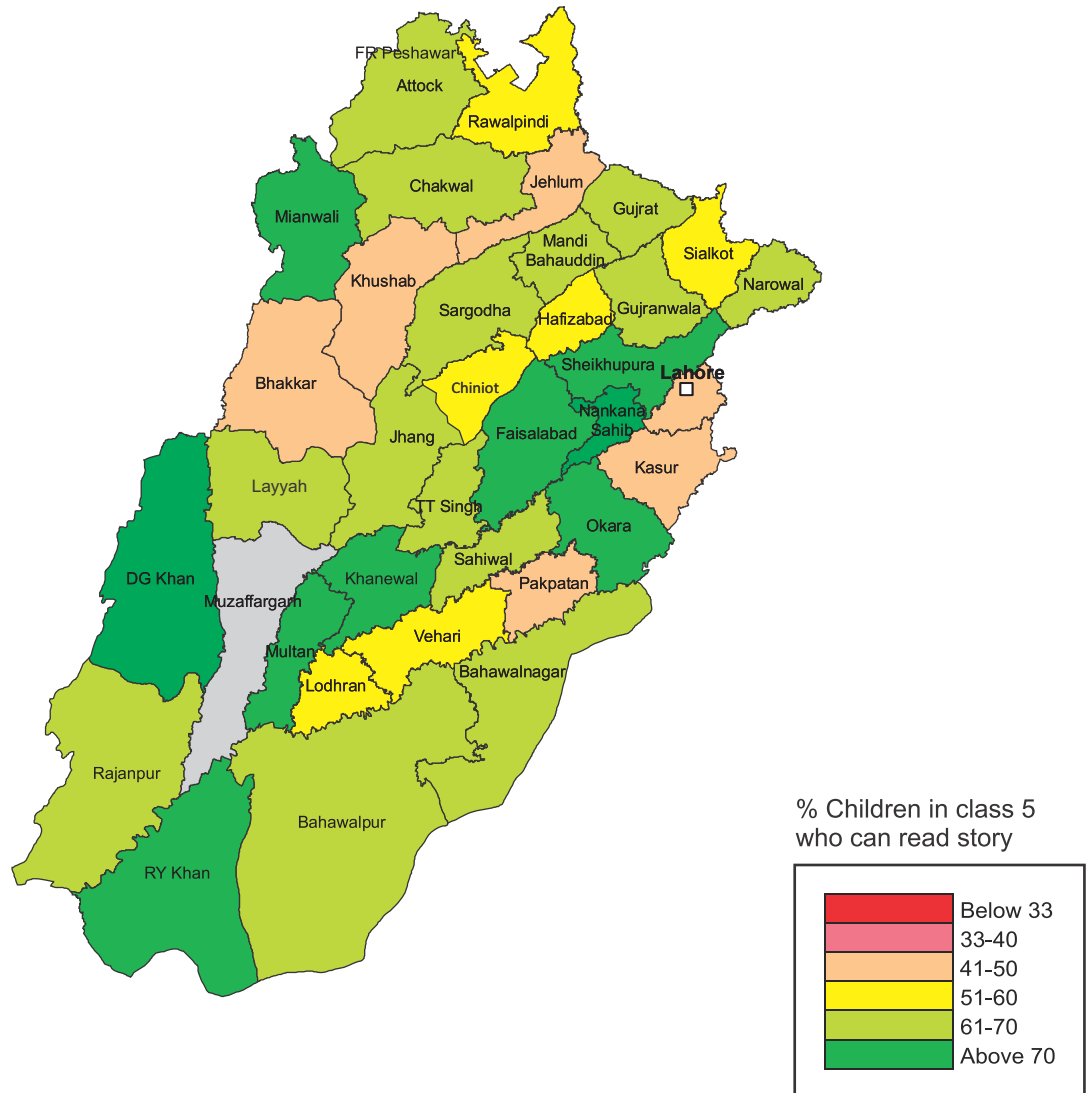 FR Peshawar
Attock
Rawalpindi
Chakwal
Jehlum
Mianwali
Gujrat
Mandi
Bahauddin
Sialkot
Khushab
Narowal
Sargodha
Hafizabad
Gujranwala
Sheikhupura
Lahore
Bhakkar
Chiniot
Nankana
Sahib
Jhang
Faisalabad
Kasur
Layyah
TT Singh
Okara
Sahiwal
DG Khan
Khanewal
Pakpatan
Muzaffargarh
Vehari
Multan
Bahawalnagar
Lodhran
Rajanpur
Bahawalpur
RY Khan
% Children in class 5
who can read story
Below 33
33-40
41-50
51-60
61-70
Above 70